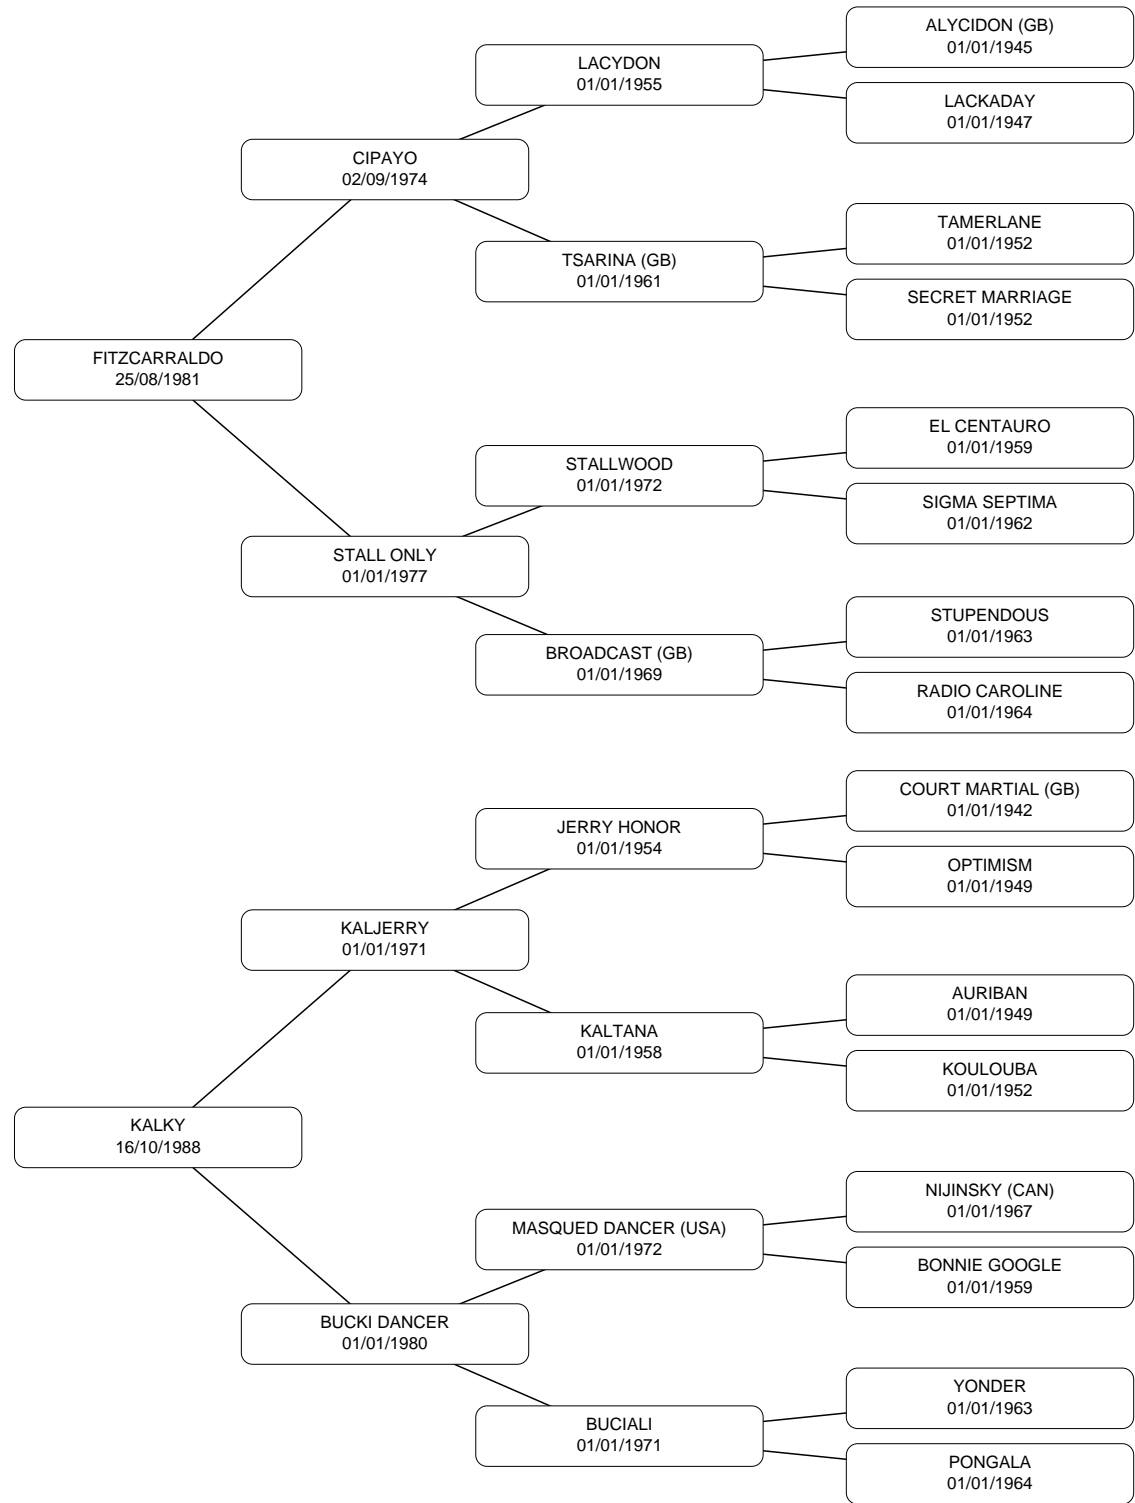 ALYCIDON (GB)
01/01/1945
LACYDON
01/01/1955
LACKADAY
01/01/1947
CIPAYO
02/09/1974
TAMERLANE
01/01/1952
TSARINA (GB)
01/01/1961
SECRET MARRIAGE
01/01/1952
FITZCARRALDO
25/08/1981
EL CENTAURO
01/01/1959
STALLWOOD
01/01/1972
SIGMA SEPTIMA
01/01/1962
STALL ONLY
01/01/1977
STUPENDOUS
01/01/1963
BROADCAST (GB)
01/01/1969
RADIO CAROLINE
01/01/1964
COURT MARTIAL (GB)
01/01/1942
JERRY HONOR
01/01/1954
OPTIMISM
01/01/1949
KALJERRY
01/01/1971
AURIBAN
01/01/1949
KALTANA
01/01/1958
KOULOUBA
01/01/1952
KALKY
16/10/1988
NIJINSKY (CAN)
01/01/1967
MASQUED DANCER (USA)
01/01/1972
BONNIE GOOGLE
01/01/1959
BUCKI DANCER
01/01/1980
YONDER
01/01/1963
BUCIALI
01/01/1971
PONGALA
01/01/1964